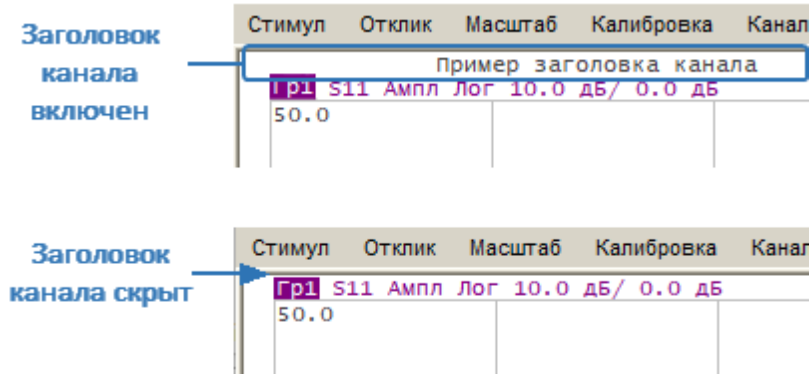 Заголовок
канала
включен
Стимул Отклик Масштаб Калибровка Канал
Пример заголовка канала
Гр1 S11 Ампл Лог 10.0 дБ/ 0.0 дБ
50.0
Заголовок
канала скрыт
Стимул Отклик Масштаб Калибровка Канал
Гр1 S11 Ампл Лог 10.0 дБ/ 0.0 дБ
50.0